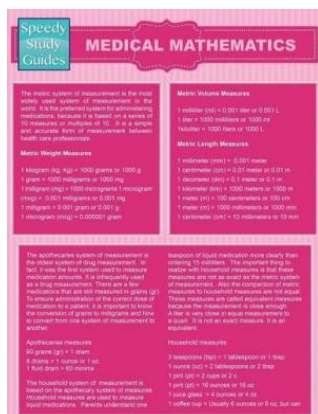 Speedy
Study
Guides
MEDICAL MATHEMATICS
The metric system of measurement is the most
widely used system of measurement in the
world. It is the preferred system for administering
medications, because it is based on a series of
10 measures or multiples of 10. It is a simple
and accurate form of measurement between
health care professionals.
Metric Weight Measures
1 kilogram (kg, Kg) = 1000 grams or 1000 g
1 gram = 1000 milligrams or 1000 mg
1 milligram (mg) = 1000 micrograms 1 microgram
(mcg) = 0.001 milligrams or 0.001 mg
1 milligram = 0.001 gram or 0.001 g
1 microgram (mcg) = 0.000001 gram
Metric Volume Measures
1 milliliter (ml) = 0.001 liter or 0.001 L
1 liter = 1000 milliliters or 1000 ml
1kiloliter = 1000 liters or 1000 L
Metric Length Measures
1 millimeter (mm) = 0.001 meter
1 centimeter (cm) = 0.01 meter or 0.01 m
1 decimeter (dm) = 0.1 meter or 0.1 m
1 kilometer (km) = 1000 meters or 1000 m
1 meter (m) = 100 centimeters or 100 cm
1 meter (m) = 1000 millimeters or 1000 mm
1 centimeter (cm) = 10 millimeters or 10 mm
The apothecaries system of measurement is
the oldest system of drug measurement. In
fact, it was the first system used to measure
medication amounts. It is infrequently used
as a drug measurement. There are a few
medications that are still measured in grains (gr).
To ensure administration of the correct dose of
medication to a patient, it is important to know
the conversion of grams to milligrams and how
to convert from one system of measurement to
another.
Apothecaries measures
60 grains (gr) = 1 dram
8 drams = 1 ounce or 1 oz
1 fluid dram = 60 minims
The household system of measurement is
based on the apothecary system of measures.
Household measures are used to measure
liquid medications. Parents understand one
teaspoon of liquid medication more clearly than
ordering 15 milliliters. The important thing to
realize with household measures is that these
measures are not as exact as the metric system
of measurement. Also the comparison of metric
measures to household measures are not equal.
These measures are called equivalent measures
because the measurement is close enough.
A liter is very close in equal measurement to
a quart. It is not an exact measure. It is an
equivalent.
Household measures
3 teaspoons (tsp) = 1 tablespoon or 1 tbsp
1 ounce (oz) = 2 tablespoons or 2 tbsp
1 pint (pt) = 2 cups or 2 c
1 pint (pt) = 16 ounces or 16 oz
1 juice glass = 4 ounces or 4 oz
1 coffee cup = Usually 6 ounces or 6 oz, but can